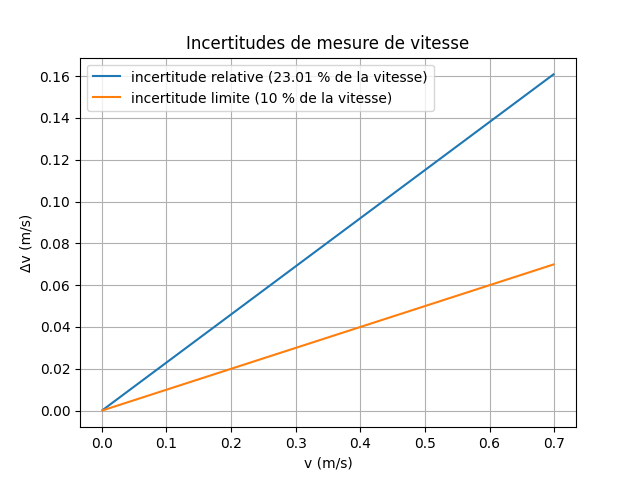 Incertitudes de mesure de vitesse
incertitude relative (23.01 % de la vitesse)
incertitude limite (10 % de la vitesse)
Δv (m/s)
0.16
0.14
0.12
0.10
0.08
0.06
0.04
0.02
0.00
0.0 0.1 0.2 0.3 0.4 0.5 0.6 0.7
v (m/s)